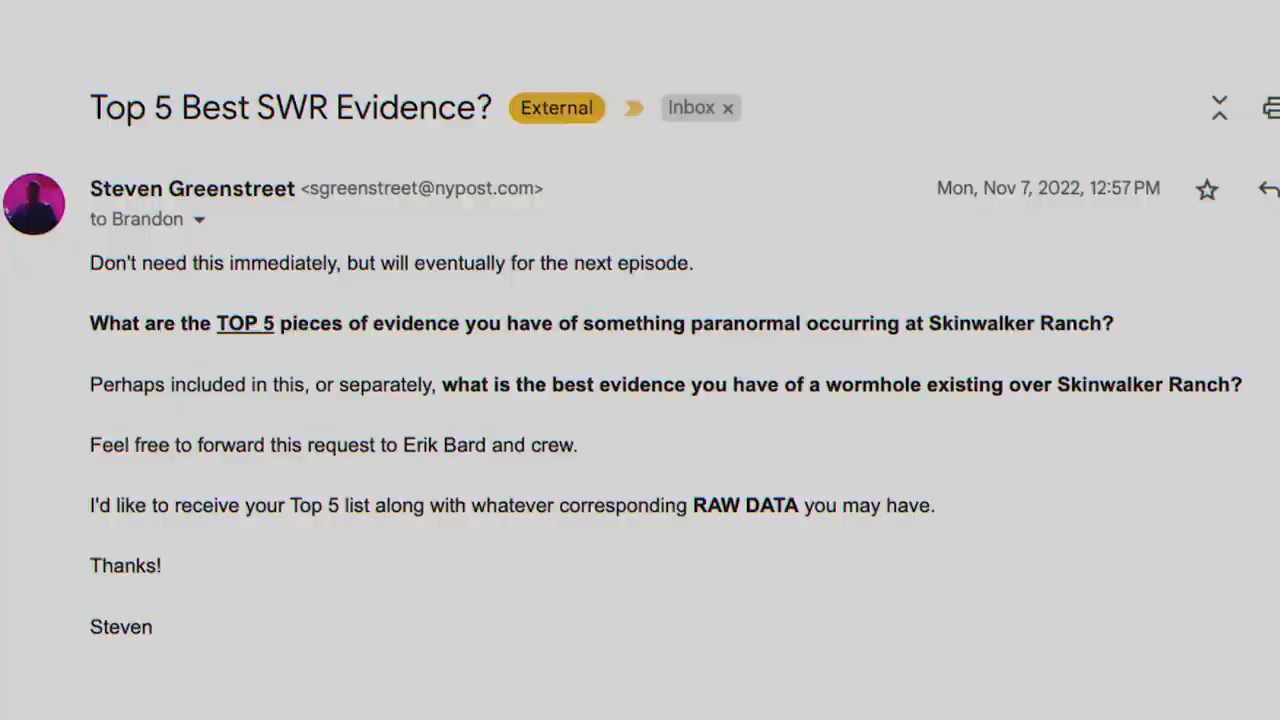 Top 5 Best SWR Evidence? External Inbox ×
Steven Greenstreet <sgreenstreet@nypost.com> Mon, Nov 7, 2022, 12:57 PM
to Brandon
Don't need this immediately, but will eventually for the next episode.
What are the TOP 5 pieces of evidence you have of something paranormal occurring at Skinwalker Ranch?
Perhaps included in this, or separately, what is the best evidence you have of a wormhole existing over Skinwalker Ranch?
Feel free to forward this request to Erik Bard and crew.
I'd like to receive your Top 5 list along with whatever corresponding RAW DATA you may have.
Thanks!
Steven